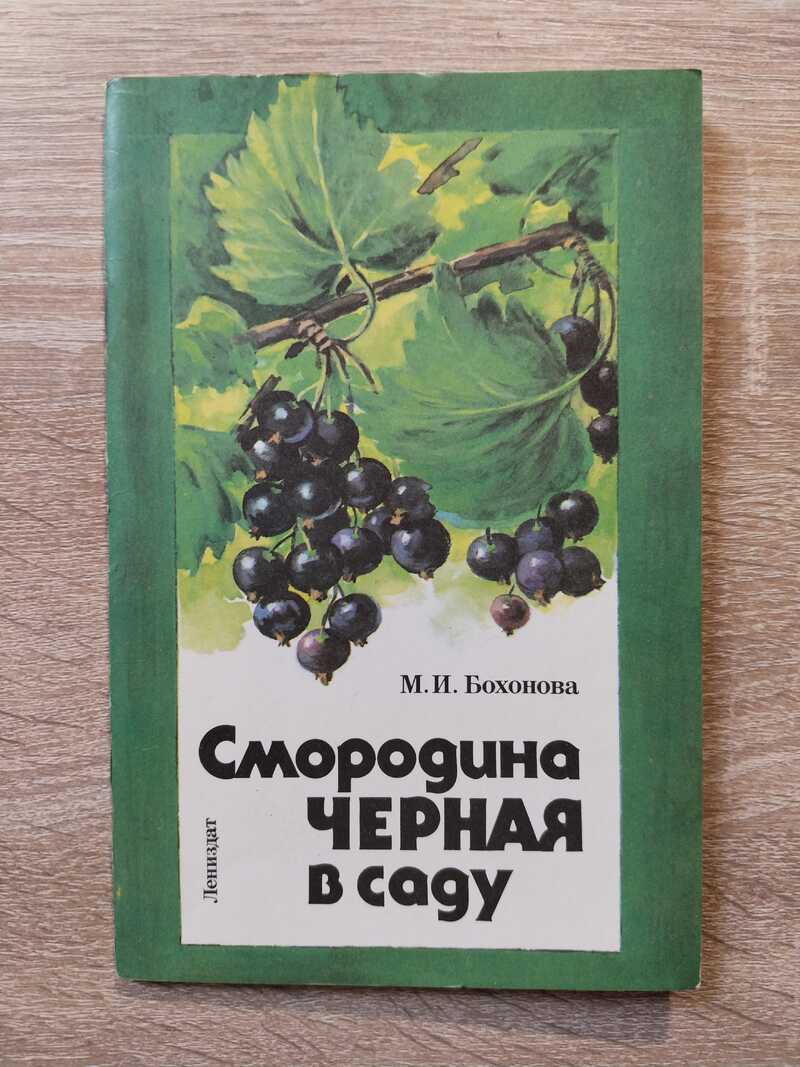 М. И. Бохонова
Смородина
ЧЕРНАЯ
в саду
Лениздат